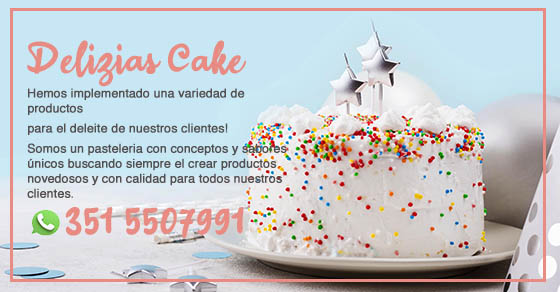 Delizias Cake
Hemos implementado una variedad de
productos
para el deleite de nuestros clientes!
Somos un pasteleria con conceptos y sabores
únicos buscando siempre el crear productos
novedosos y con calidad para todos nuestros
clientes.
351 5507991